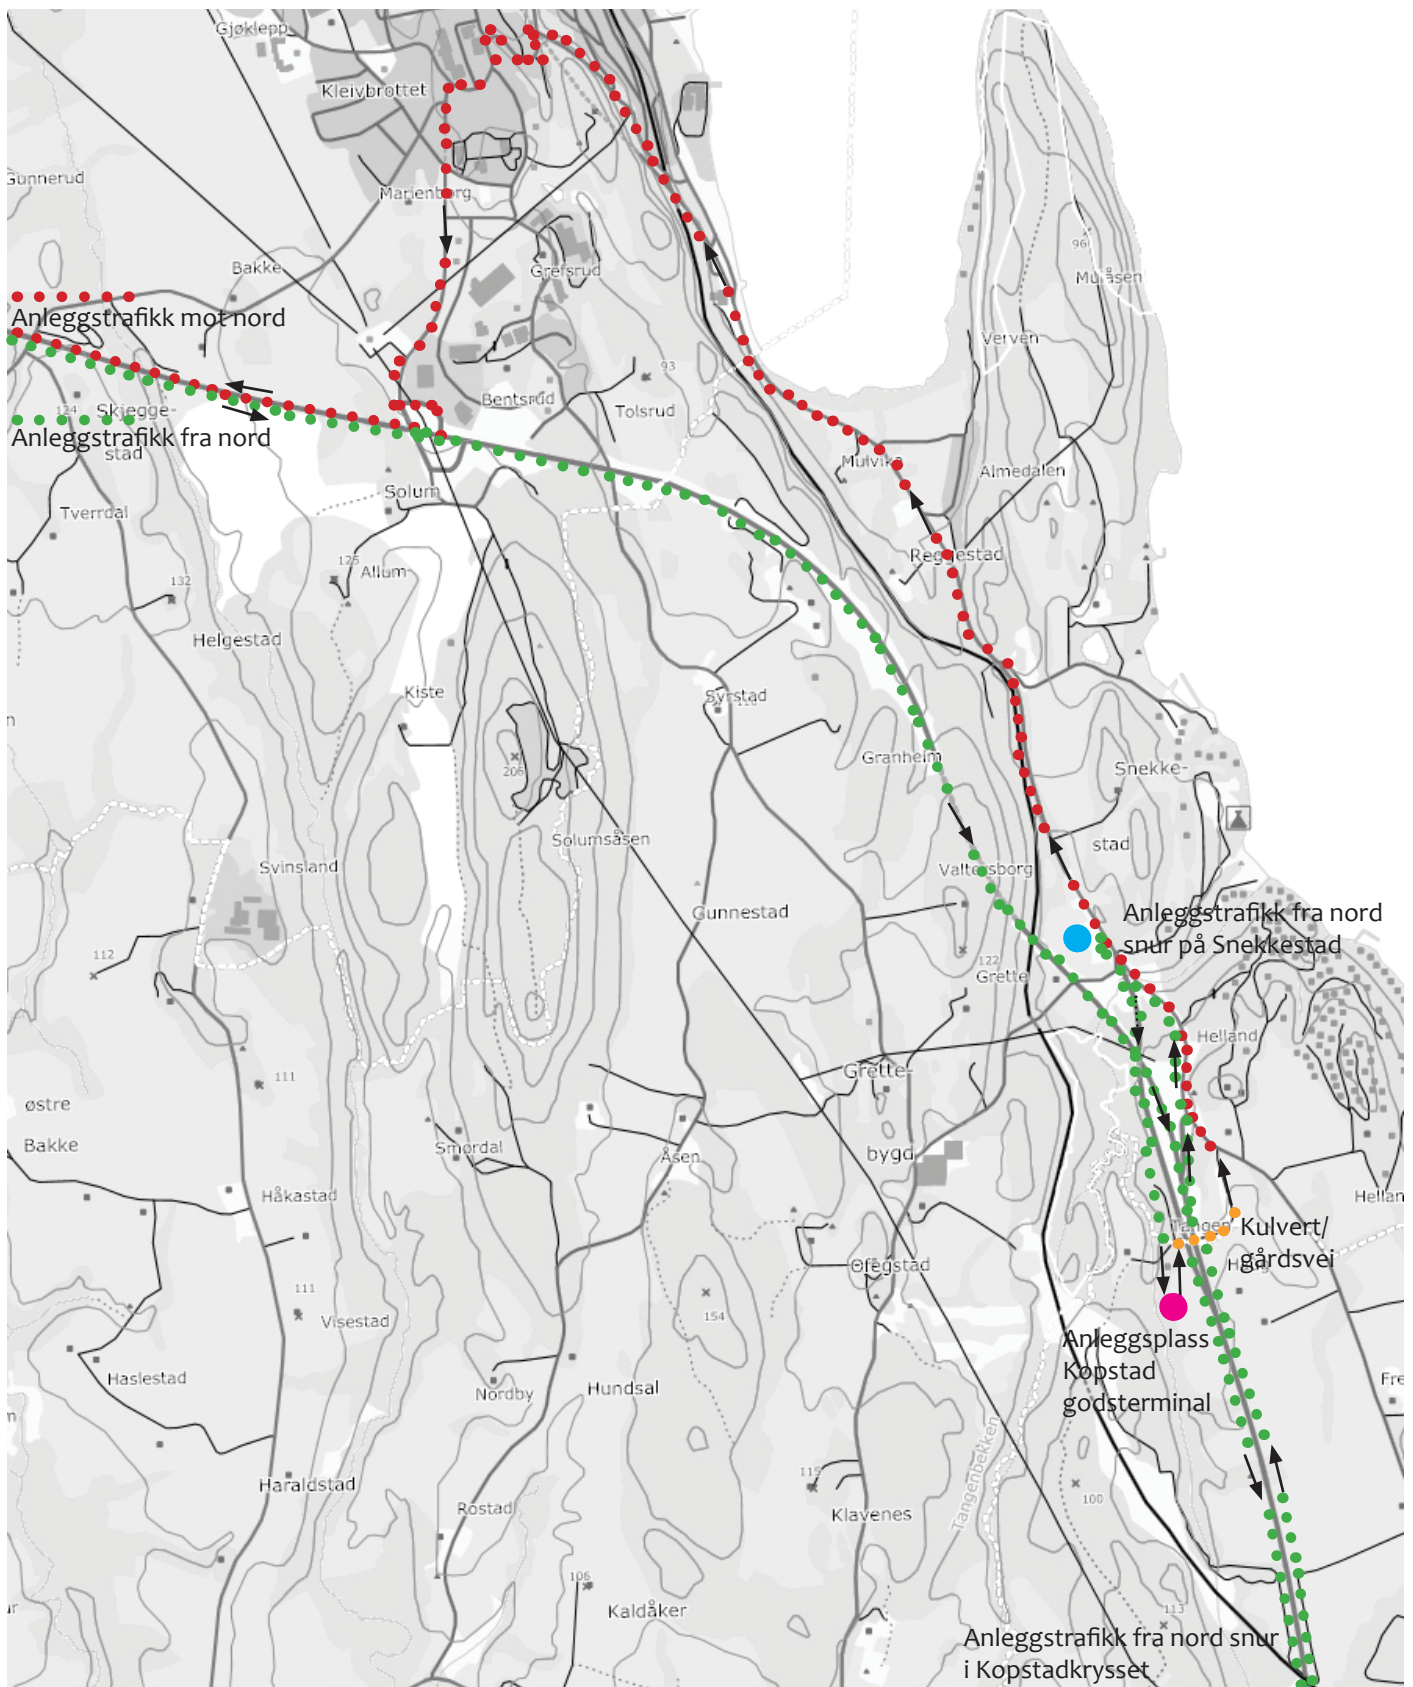 Gjøklepp
Kleivbrottet
Gunnerud
Marienborg
96
Mulåsen
Bakke
Grefsrud
Anleggstrafikk mot nord
Verven
93
Bentsrud
Tolsrud
124
Skjegge-
stad
Anleggstrafikk fra nord
Mulvika
Almedalen
Solum
Tverrdal
Reggestad
125
Allum
132
Helgestad
Kiste
Syrstad
Granheim
206
Snekke-
stad
Solumsåsen
Svinsland
Valtersborg
Gunnestad
Anleggstrafikk fra nord
snur på Snekkestad
112
122
Grette
Helland
Grette-
bygd
111
østre
Bakke
Smørdal
Åsen
Håkastad
Hellan
Tangen
Kulvert/
gårdsvei
Ofegstad
111
154
Visestad
Anleggsplass
Kopstad
godsterminal
Haslestad
Nordby
Hundsal
Fre
Tangenbekken
115
Haraldstad
100
Rostad
Klavenes
106
Kaldåker
113
Anleggstrafikk fra nord snur
i Kopstadkrysset